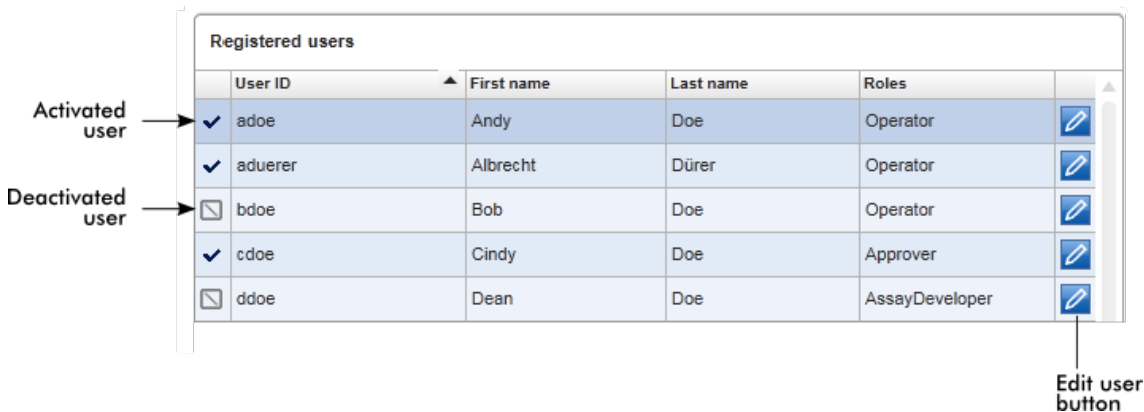 Registered users
User ID First name Last name Roles
Activated
user
adoe Andy Doe Operator
aduerer Albrecht Dürer Operator
Deactivated
user
bdoe Bob Doe Operator
cdoe Cindy Doe Approver
ddoe Dean Doe AssayDeveloper
Edit user
button